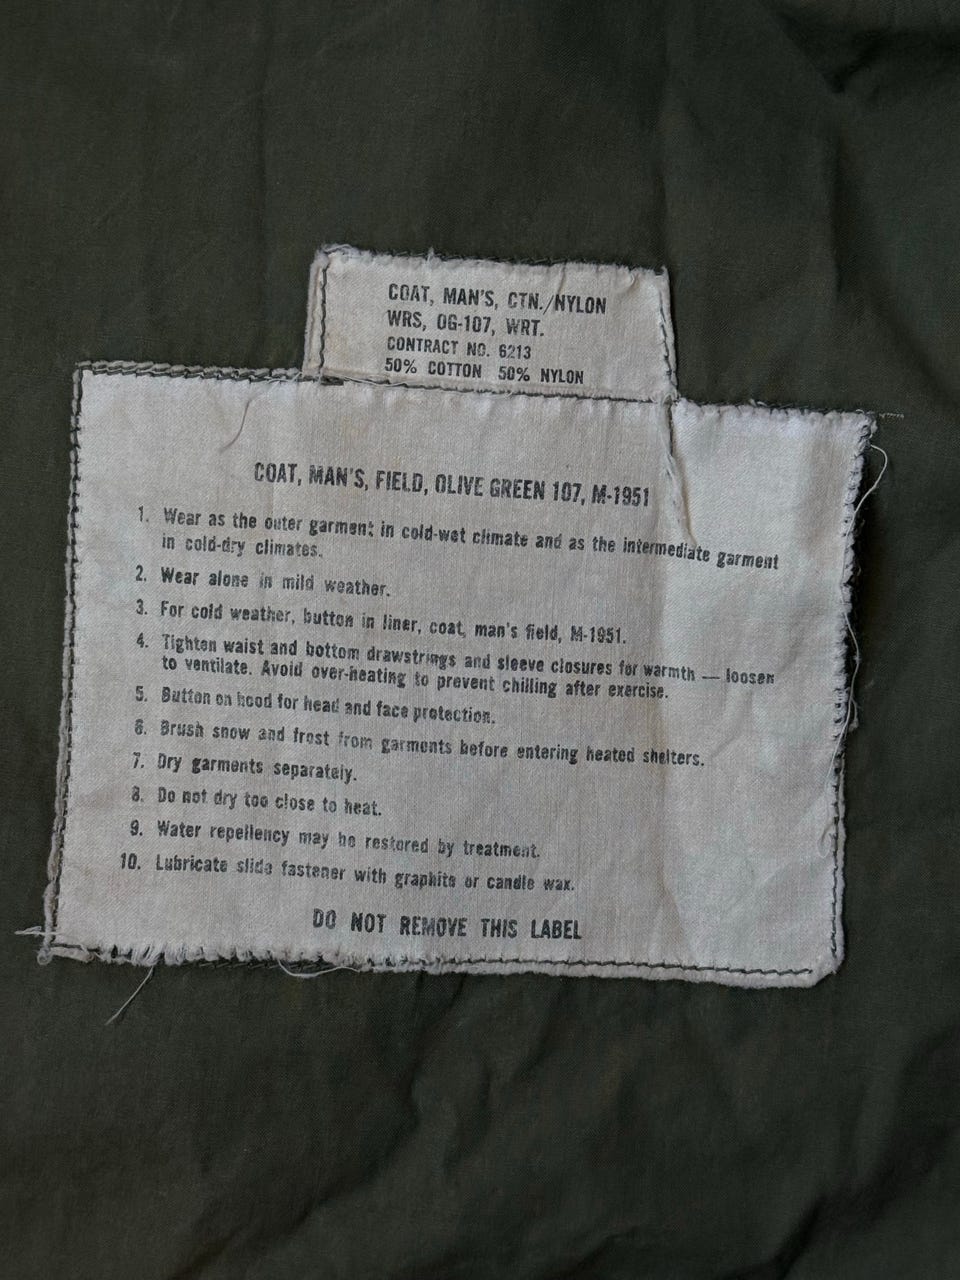 COAT, MAN'S, CTN./NYLON
WRS, OG-107, WRT.
CONTRACT NO. 6213
50% COTTON 50% NYLON
COAT, MAN'S, FIELD, OLIVE GREEN 107, M-1951
1. Wear as the outer garment in cold-wet climate and as the intermediate garment
in cold-dry climates.
2. Wear alone in mild weather.
3. For cold weather, button in liner, coat, man's field, M-1951.
4. Tighten waist and bottom drawstrings and sleeve closures for warmth — loosen
to ventilate. Avoid over-heating to prevent chilling after exercise.
5. Button on hood for head and face protection.
6. Brush snow and frost from garments before entering heated shelters.
7. Dry garments separately.
8. Do not dry too close to heat.
9. Water repellency may be restored by treatment.
10. Lubricate slide fastener with graphite or candle wax.
DO NOT REMOVE THIS LABEL